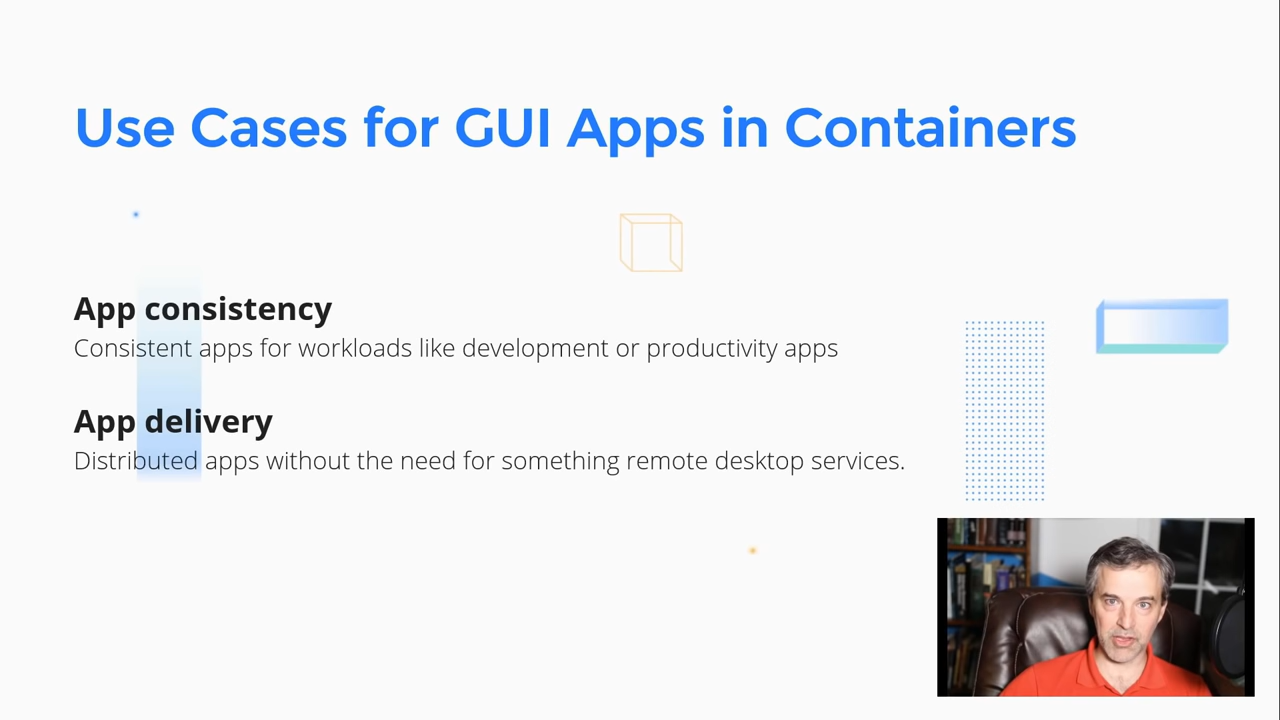 Use Cases for GUI Apps in Containers
App consistency
Consistent apps for workloads like development or productivity apps
App delivery
Distributed apps without the need for something remote desktop services.